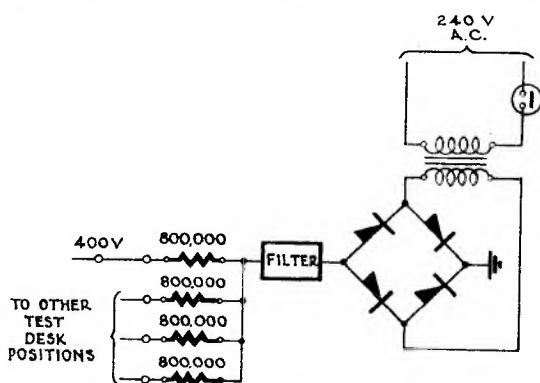 240 V
A.C.
400V
800,000
FILTER
800,000
800,000
800,000
TO OTHER
TEST
DESK
POSITIONS